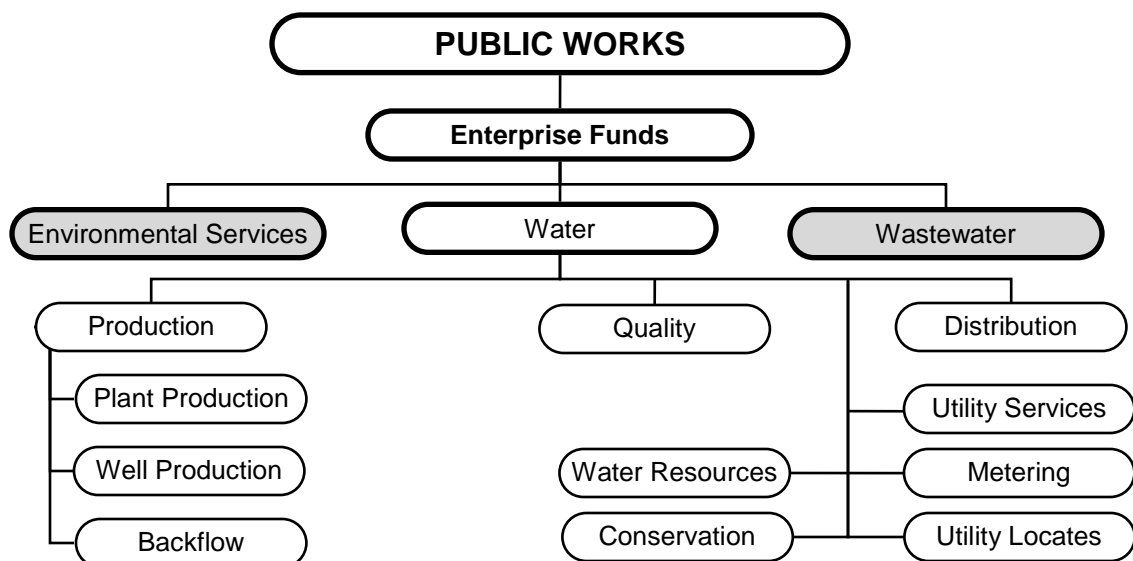 PUBLIC WORKS
Enterprise Funds
Environmental Services
Water
Wastewater
Production
Quality
Distribution
Plant Production
Utility Services
Well Production
Water Resources
Metering
Backflow
Conservation
Utility Locates